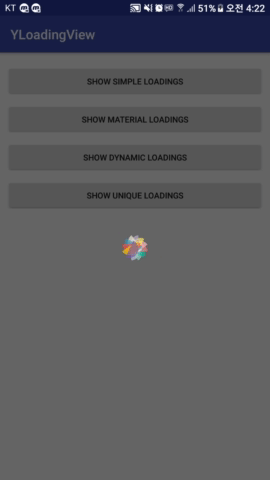 KT 51% 오전 4:22
YLoadingView
SHOW SIMPLE LOADINGS
SHOW MATERIAL LOADINGS
SHOW DYNAMIC LOADINGS
SHOW UNIQUE LOADINGS